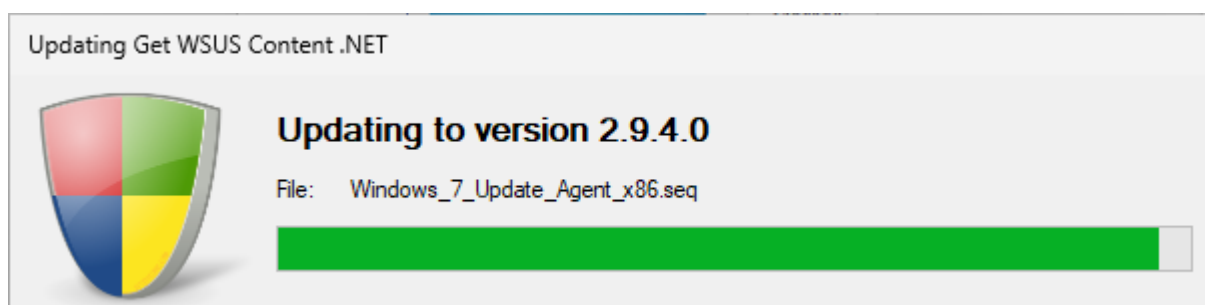 Updating Get WSUS Content .NET
Updating to version 2.9.4.0
File: Windows_7_Update_Agent_x86.seq